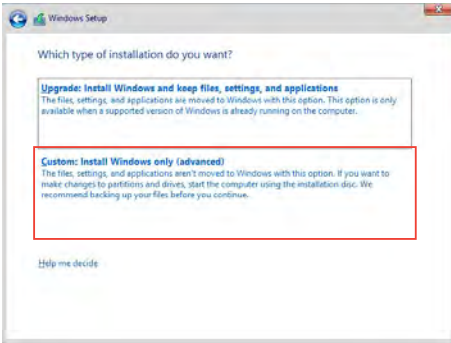 Windows Setup
Which type of installation do you want?
Upgrade: Install Windows and keep files, settings, and applications
The files, settings, and applications are moved to Windows with this option. This option is only
available when a supported version of Windows is already running on the computer.
Custom: Install Windows only (advanced)
The files, settings, and applications aren't moved to Windows with this option. If you want to
make changes to partitions and drives, start the computer using the installation disc. We
recommend backing up your files before you continue.
Help me decide